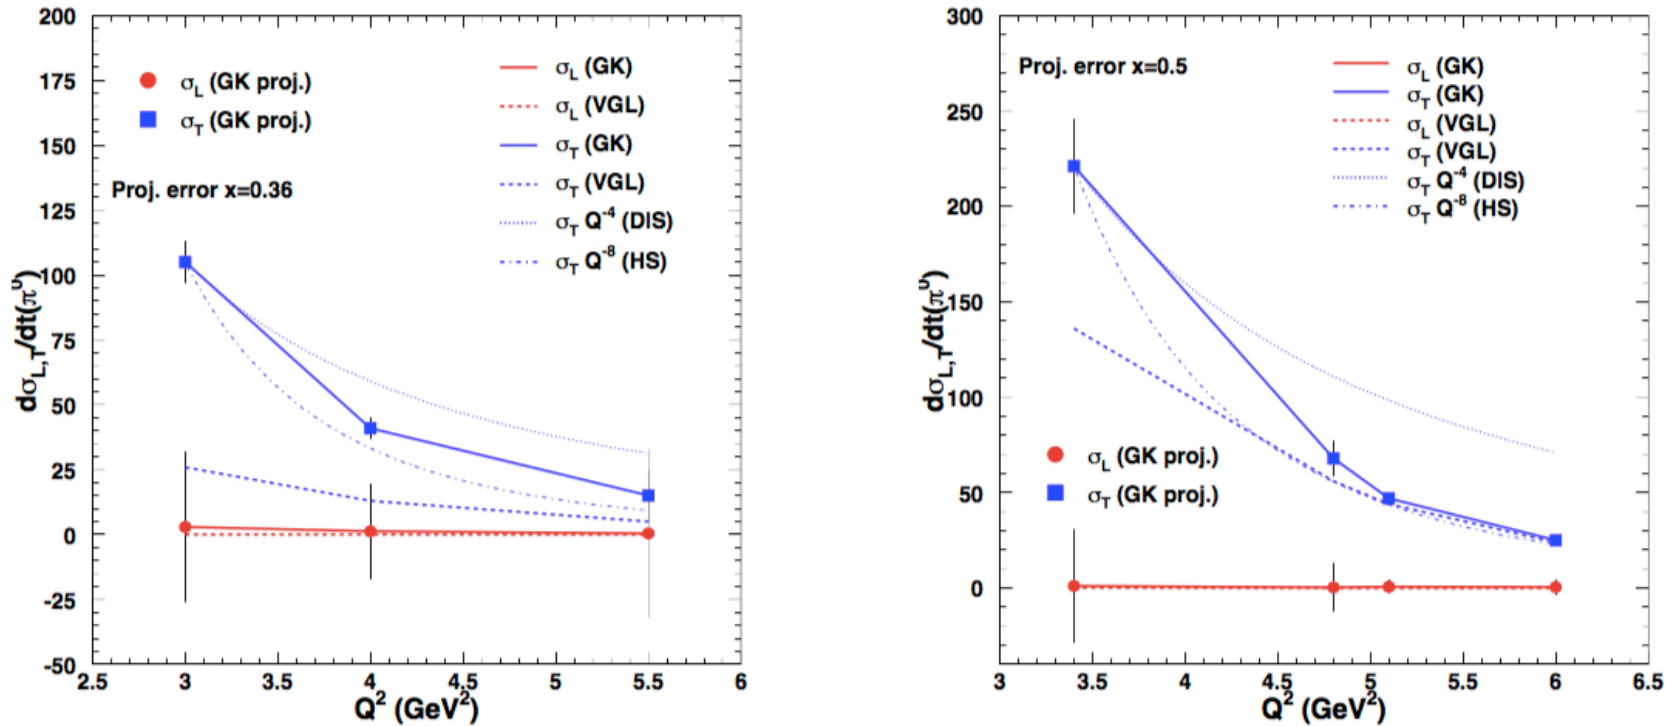 200
175
150
125
100
75
50
25
0
-25
-50
2.5 3 3.5 4 4.5 5 5.5 6
Q² (GeV²)
dσL,T/dt(π⁰)
σL (GK proj.)
σT (GK proj.)
Proj. error x=0.36
σL (GK)
σL (VGL)
σT (GK)
σT (VGL)
σT Q⁻⁴ (DIS)
σT Q⁻⁸ (HS)
300
250
200
150
100
50
0
3 3.5 4 4.5 5 5.5 6 6.5
Q² (GeV²)
dσL,T/dt(π⁰)
Proj. error x=0.5
σL (GK)
σT (GK)
σL (VGL)
σT (VGL)
σT Q⁻⁴ (DIS)
σT Q⁻⁸ (HS)
σL (GK proj.)
σT (GK proj.)